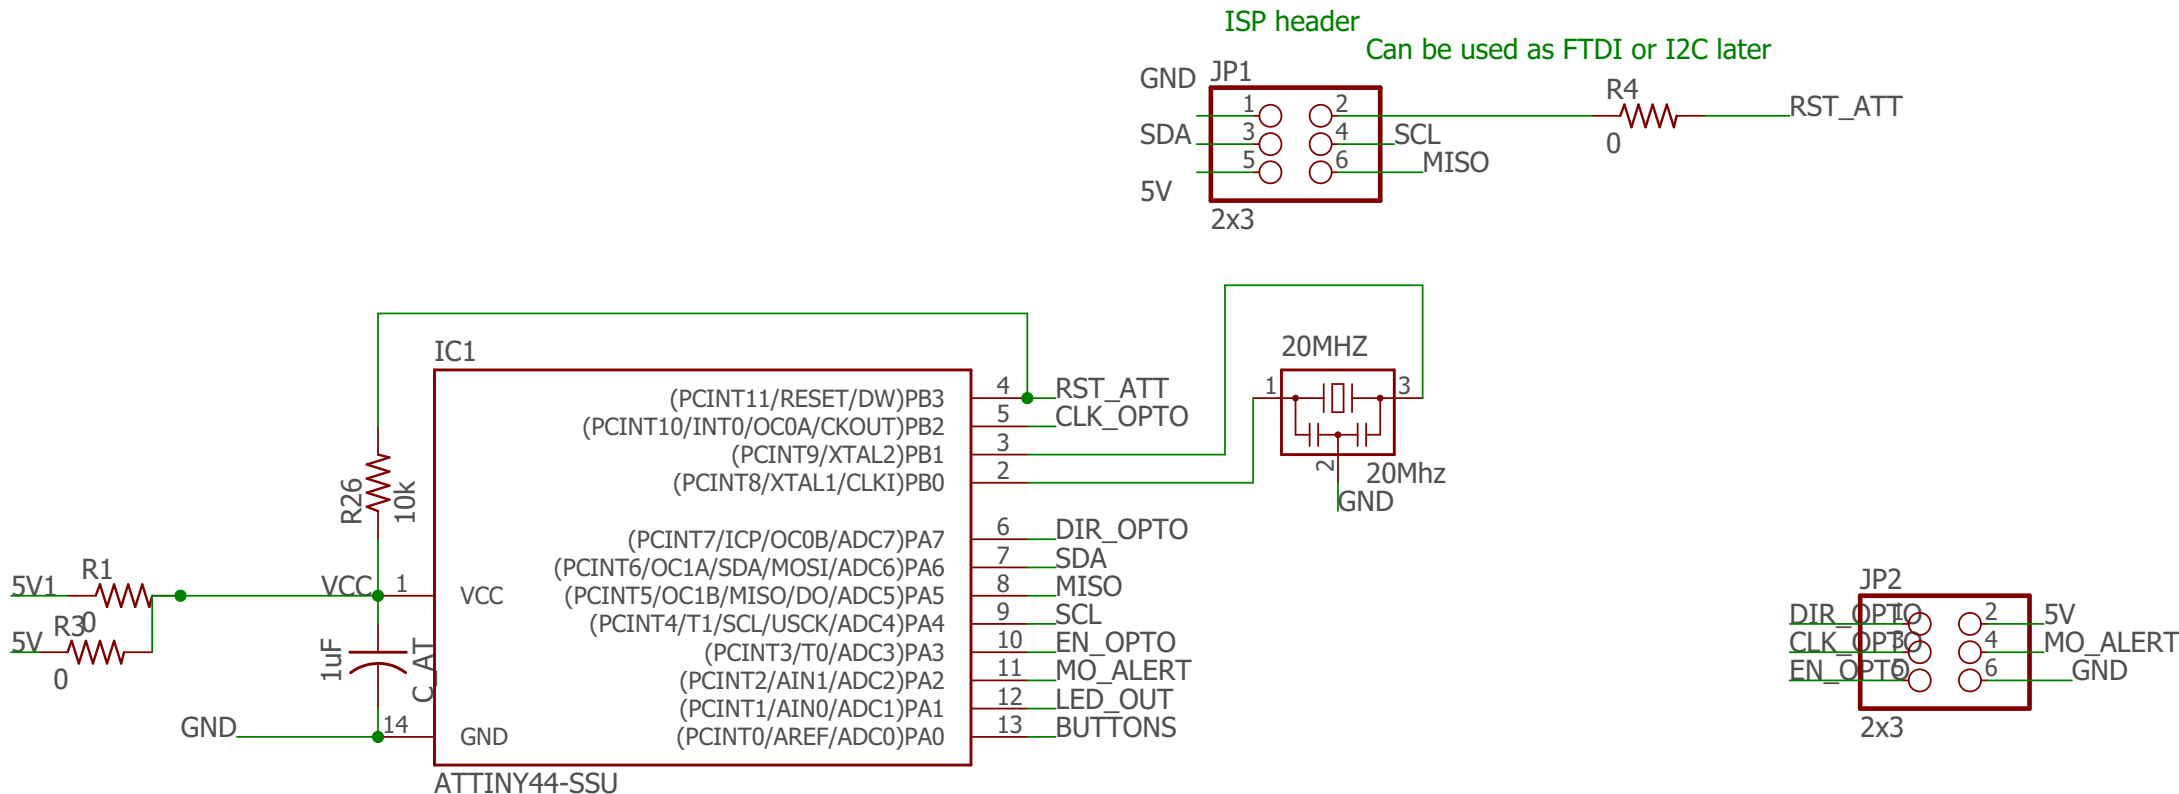 ISP header
Can be used as FTDI or I2C later
GND JP1
R4
1 2 RST_ATT
0
SDA 3 4 SCL
5 6 MISO
5V
2x3
IC1
20MHZ
1 3
2 20Mhz
GND
(PCINT11/RESET/DW)PB3 4 RST_ATT
(PCINT10/INT0/OC0A/CKOUT)PB2 5 CLK_OPTO
(PCINT9/XTAL2)PB1 3
(PCINT8/XTAL1/CLKI)PB0 2
R26 10k
(PCINT7/ICP/OC0B/ADC7)PA7 6 DIR_OPTO
(PCINT6/OC1A/SDA/MOSI/ADC6)PA6 7 SDA
5V1 R1 0 VCC 1 VCC (PCINT5/OC1B/MISO/DO/ADC5)PA5 8 MISO
(PCINT4/T1/SCL/USCK/ADC4)PA4 9 SCL
5V R3 0
1uF C_AT
(PCINT3/T0/ADC3)PA3 10 EN_OPTO
(PCINT2/AIN1/ADC2)PA2 11 MO_ALERT
(PCINT1/AIN0/ADC1)PA1 12 LED_OUT
GND 14 GND (PCINT0/AREF/ADC0)PA0 13 BUTTONS
ATTINY44-SSU
JP2
DIR_OPTO 1 2 5V
CLK_OPTO 3 4 MO_ALERT
EN_OPTO 5 6 GND
2x3